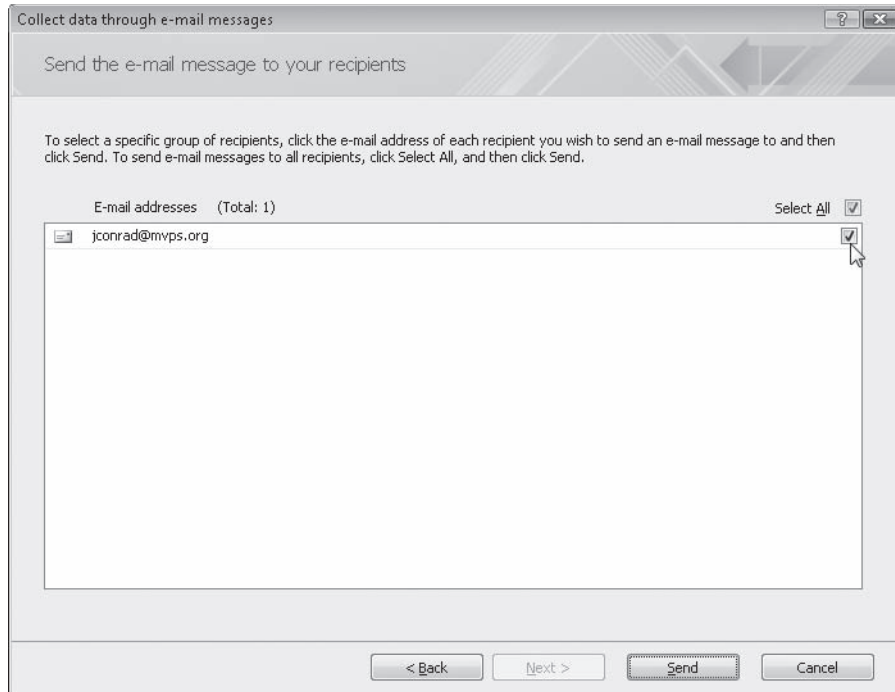 Collect data through e-mail messages
Send the e-mail message to your recipients
To select a specific group of recipients, click the e-mail address of each recipient you wish to send an e-mail message to and then
click Send. To send e-mail messages to all recipients, click Select All, and then click Send.
E-mail addresses (Total: 1) Select All
jconrad@mvps.org
< Back Next > Send Cancel